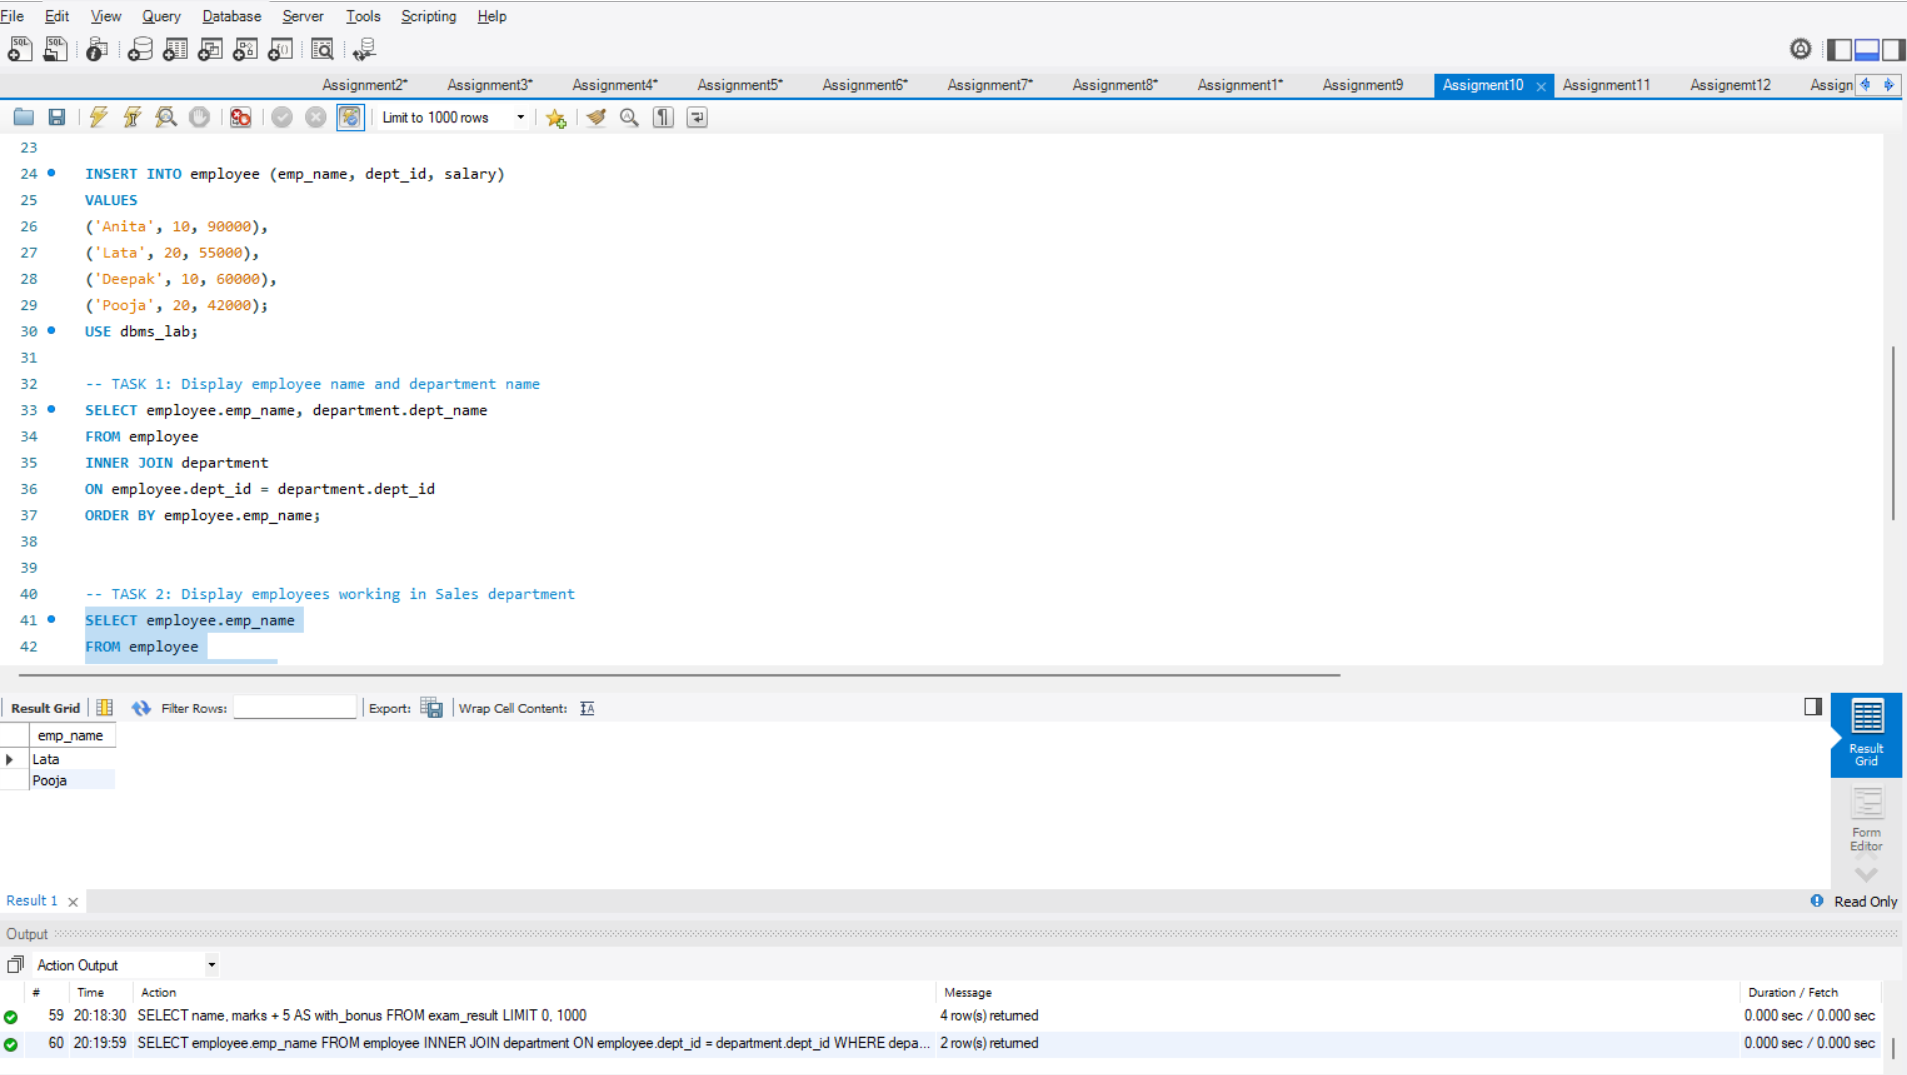 File Edit View Query Database Server Tools Scripting Help
Assignment2* Assignment3* Assignment4* Assignment5* Assignment6* Assignment7* Assignment8* Assignment1* Assignment9 Assigment10 Assignment11 Assignemt12 Assign
Limit to 1000 rows
23
24 INSERT INTO employee (emp_name, dept_id, salary)
25 VALUES
26 ('Anita', 10, 90000),
27 ('Lata', 20, 55000),
28 ('Deepak', 10, 60000),
29 ('Pooja', 20, 42000);
30 USE dbms_lab;
31
32 -- TASK 1: Display employee name and department name
33 SELECT employee.emp_name, department.dept_name
34 FROM employee
35 INNER JOIN department
36 ON employee.dept_id = department.dept_id
37 ORDER BY employee.emp_name;
38
39
40 -- TASK 2: Display employees working in Sales department
41 SELECT employee.emp_name
42 FROM employee
Result Grid Filter Rows: Export: Wrap Cell Content:
emp_name
Lata
Pooja
Result Grid
Form Editor
Result 1 Read Only
Output
Action Output
# Time Action Message Duration / Fetch
59 20:18:30 SELECT name, marks + 5 AS with_bonus FROM exam_result LIMIT 0, 1000 4 row(s) returned 0.000 sec / 0.000 sec
60 20:19:59 SELECT employee.emp_name FROM employee INNER JOIN department ON employee.dept_id = department.dept_id WHERE depa... 2 row(s) returned 0.000 sec / 0.000 sec